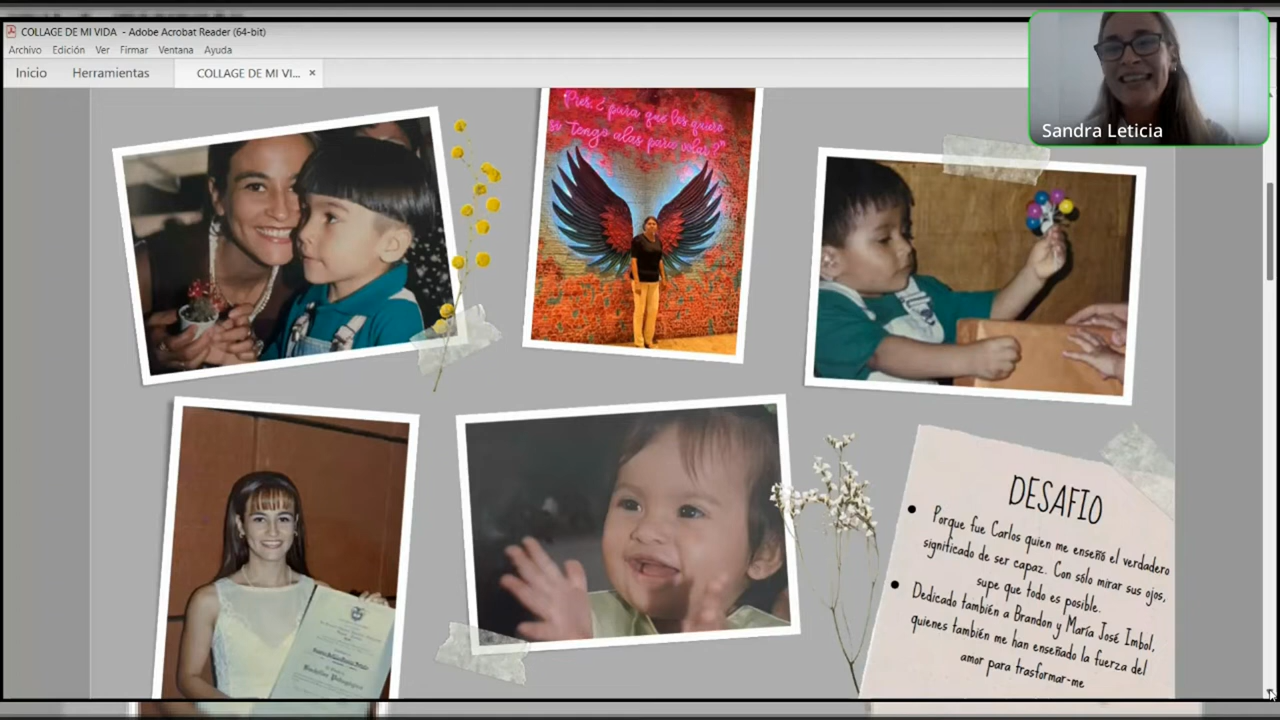 COLLAGE DE MI VIDA - Adobe Acrobat Reader (64-bit)
Archivo Edición Ver Firmar Ventana Ayuda
Inicio Herramientas COLLAGE DE MI VI... ×
Sandra Leticia
para que los quiero
si tengo alas para volar?"
DESAFIO
• Porque fue Carlos quien me enseñó el verdadero
significado de ser capaz. Con sólo mirar sus ojos,
supe que todo es posible.
• Dedicado también a Brandon y María José Imbol,
quienes también me han enseñado la fuerza del
amor para trasformar-me